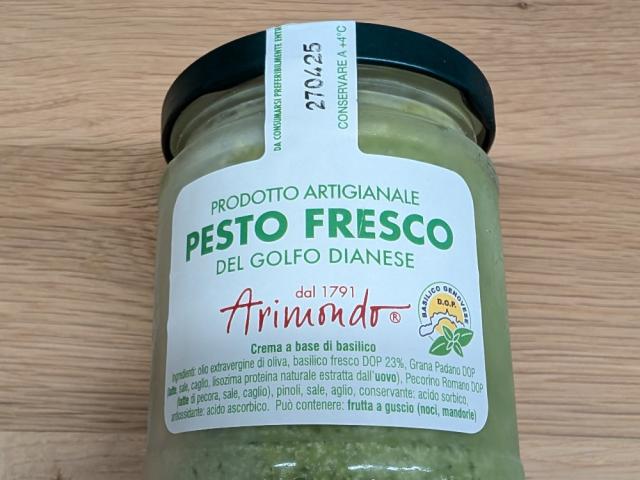 DA CONSUMARSI PREFERIBILMENTE ENTRO
270425
CONSERVARE A +4°C
PRODOTTO ARTIGIANALE
PESTO FRESCO
DEL GOLFO DIANESE
dal 1791
Arimondo®
BASILICO GENOVESE
D.O.P.
Crema a base di basilico
Ingredienti: olio extravergine di oliva, basilico fresco DOP 23%, Grana Padano DOP
(latte, sale, caglio, lisozima proteina naturale estratta dall'uovo), Pecorino Romano DOP
(latte di pecora, sale, caglio), pinoli, sale, aglio, conservante: acido sorbico,
antiossidante: acido ascorbico. Può contenere: frutta a guscio (noci, mandorle)